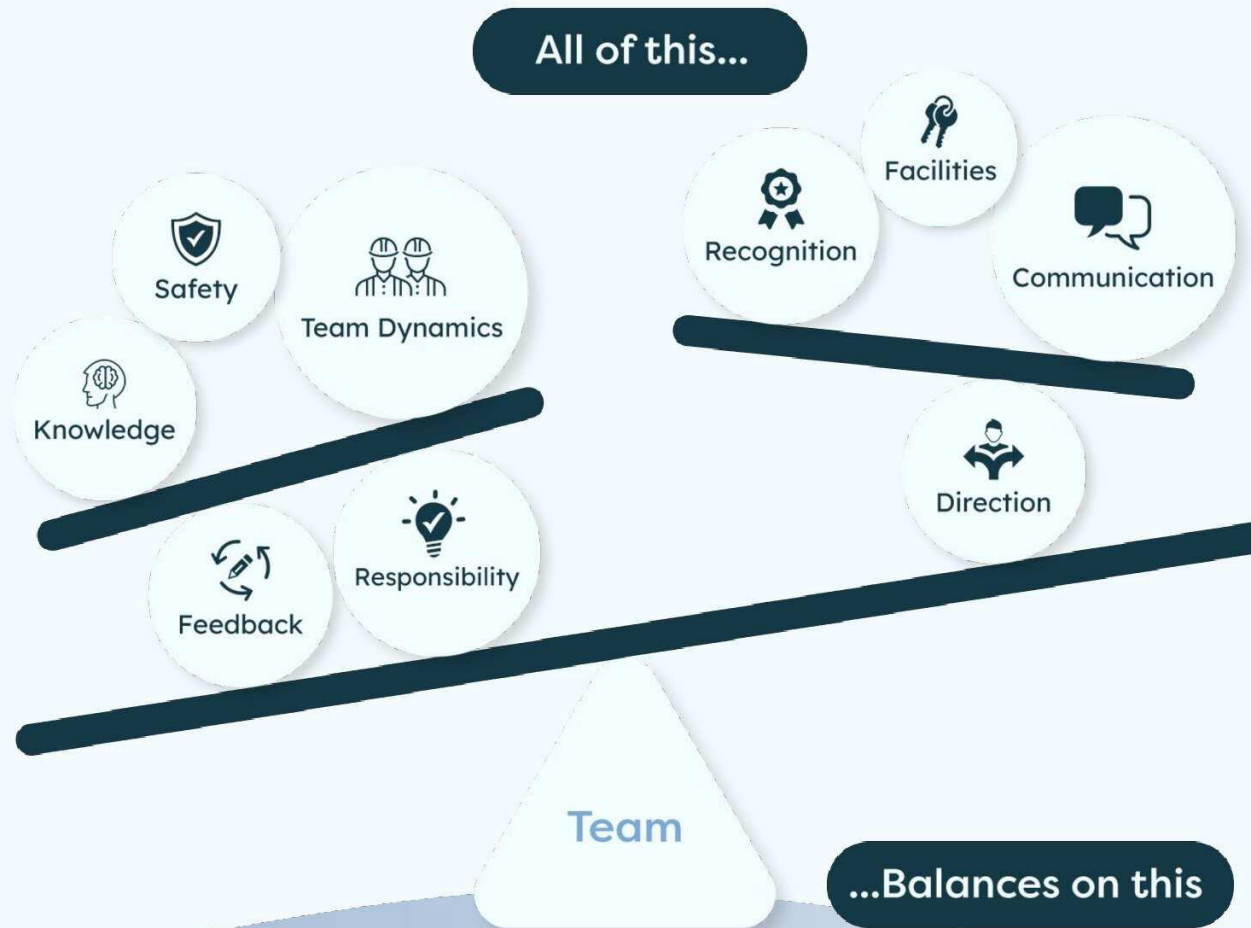 All of this...
Facilities
Recognition
Communication
Safety
Team Dynamics
Knowledge
Direction
Responsibility
Feedback
Team
...Balances on this